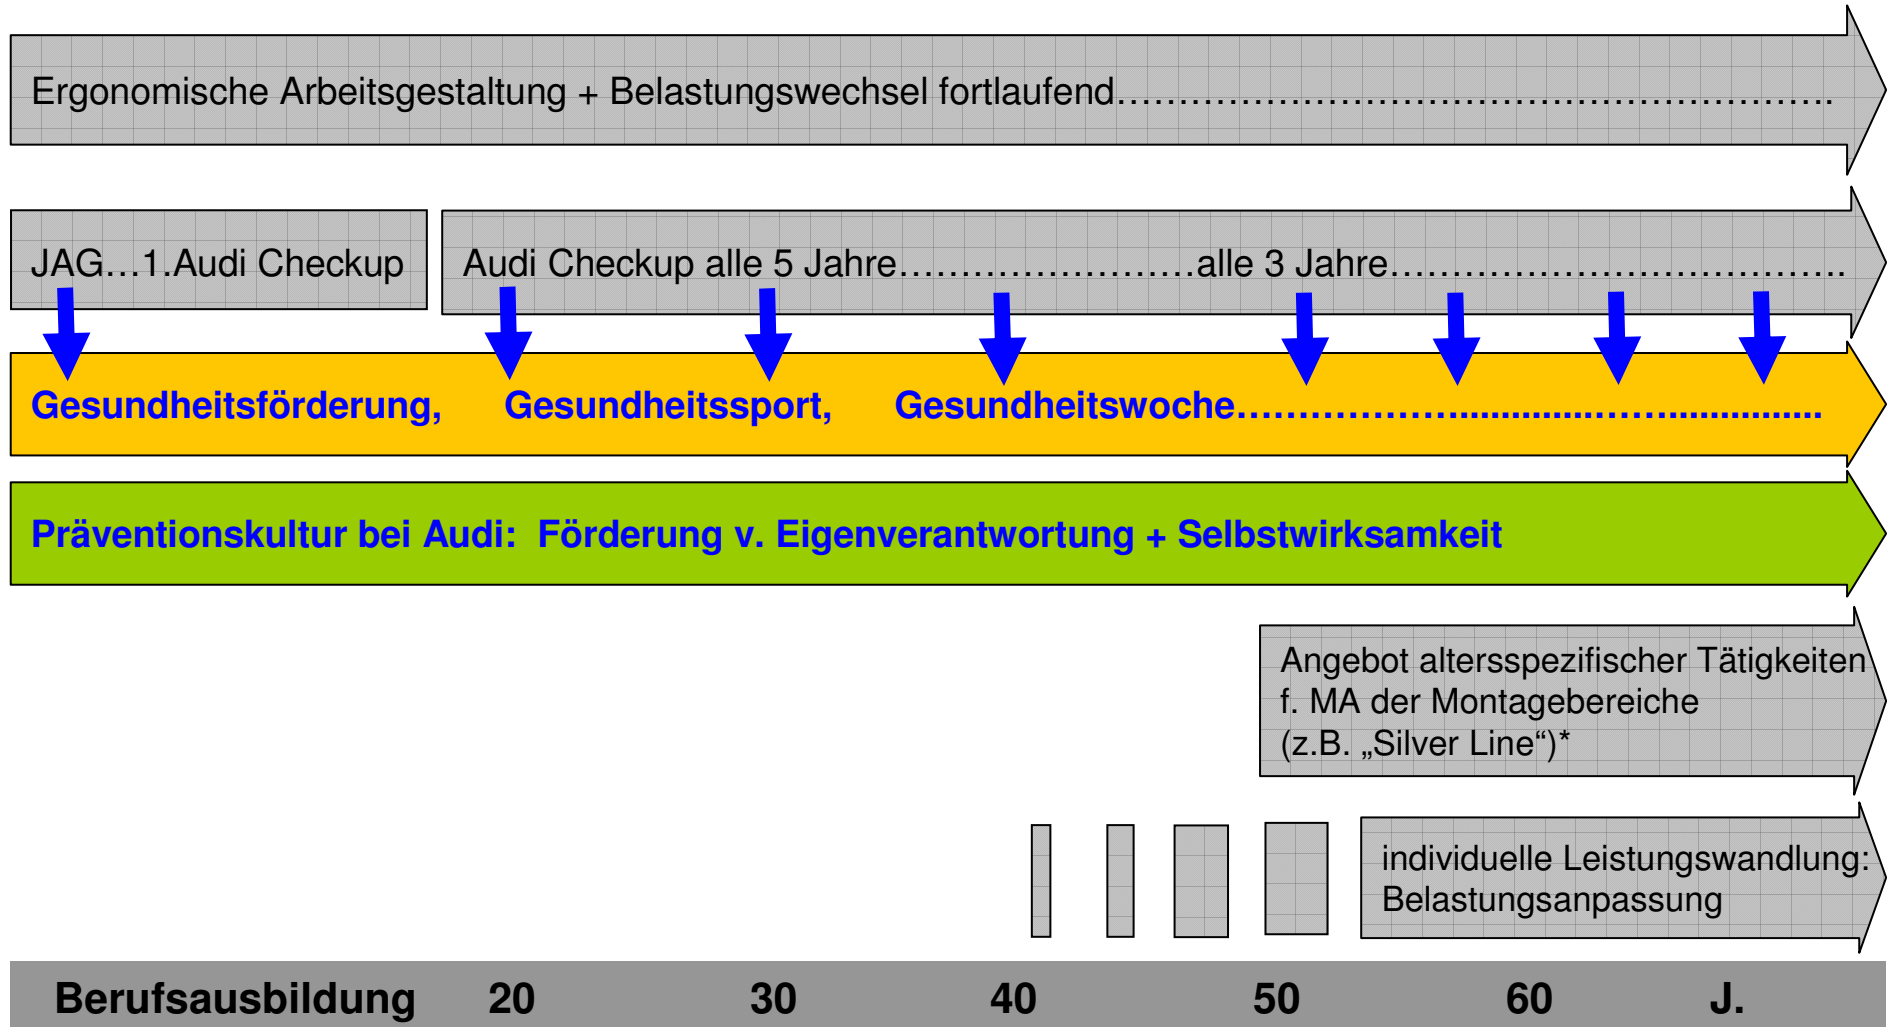 Ergonomische Arbeitsgestaltung + Belastungswechsel fortlaufend……………………………………………………….
JAG…1.Audi Checkup
Audi Checkup alle 5 Jahre……………………alle 3 Jahre……………………………….
Gesundheitsförderung, Gesundheitssport, Gesundheitswoche………………..............……..............
Präventionskultur bei Audi: Förderung v. Eigenverantwortung + Selbstwirksamkeit
Angebot altersspezifischer Tätigkeiten
f. MA der Montagebereiche
(z.B. „Silver Line“)*
individuelle Leistungswandlung:
Belastungsanpassung
Berufsausbildung 20 30 40 50 60 J.